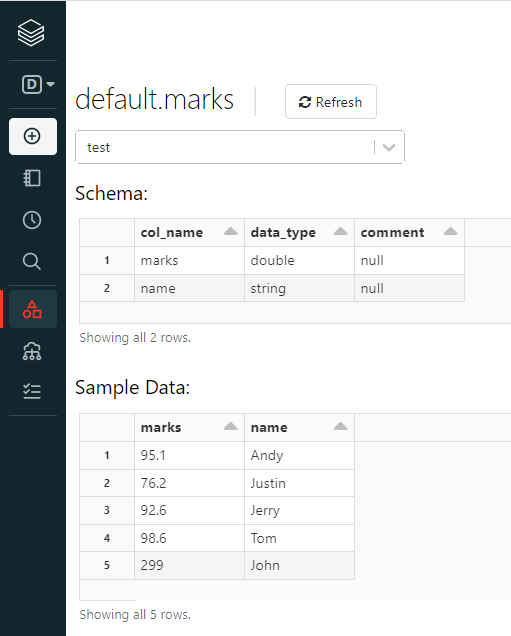 D
default.marks
Refresh
test
Schema:
col_name data_type comment
1 marks double null
2 name string null
Showing all 2 rows.
Sample Data:
marks name
1 95.1 Andy
2 76.2 Justin
3 92.6 Jerry
4 98.6 Tom
5 299 John
Showing all 5 rows.